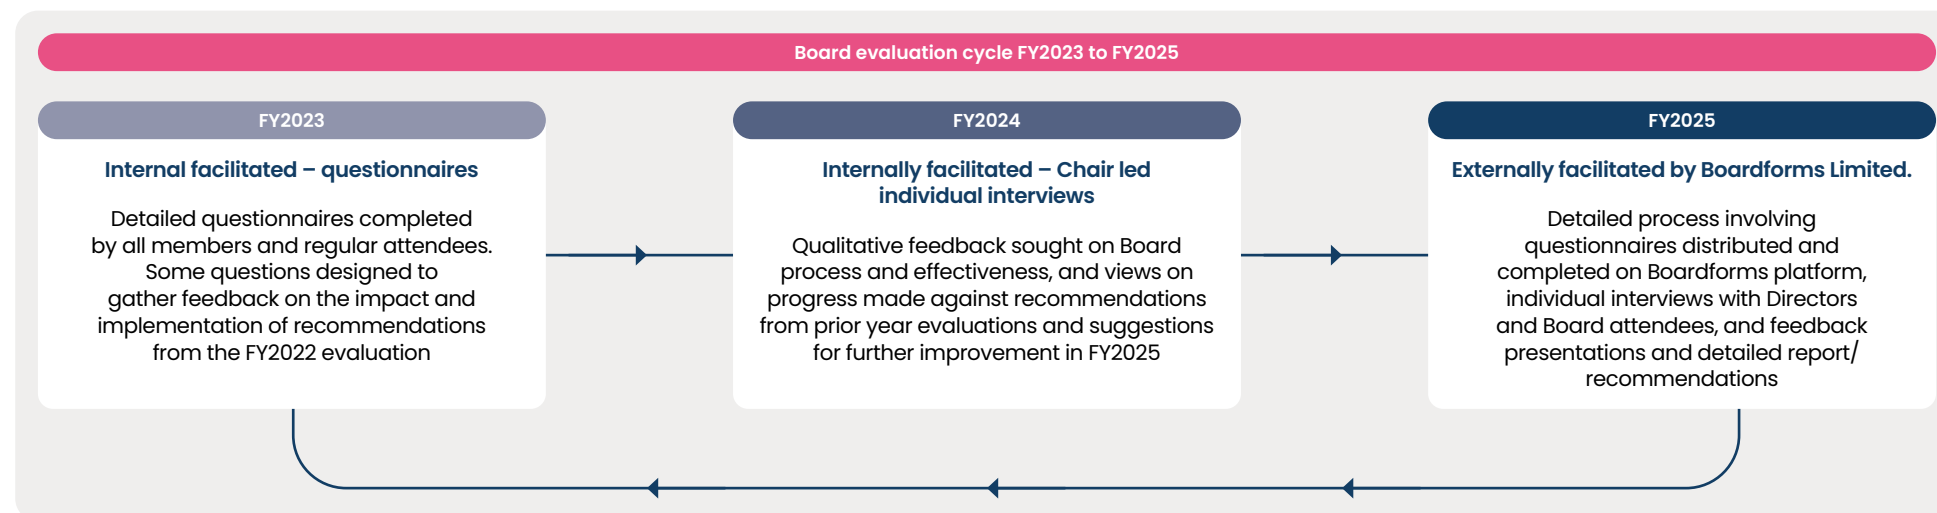 Board evaluation cycle FY2023 to FY2025
FY2023
Internal facilitated – questionnaires
Detailed questionnaires completed
by all members and regular attendees.
Some questions designed to
gather feedback on the impact and
implementation of recommendations
from the FY2022 evaluation
FY2024
Internally facilitated – Chair led
individual interviews
Qualitative feedback sought on Board
process and effectiveness, and views on
progress made against recommendations
from prior year evaluations and suggestions
for further improvement in FY2025
FY2025
Externally facilitated by Boardforms Limited.
Detailed process involving
questionnaires distributed and
completed on Boardforms platform,
individual interviews with Directors
and Board attendees, and feedback
presentations and detailed report/
recommendations